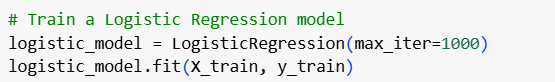 # Train a Logistic Regression model
logistic_model = LogisticRegression(max_iter=1000)
logistic_model.fit(X_train, y_train)